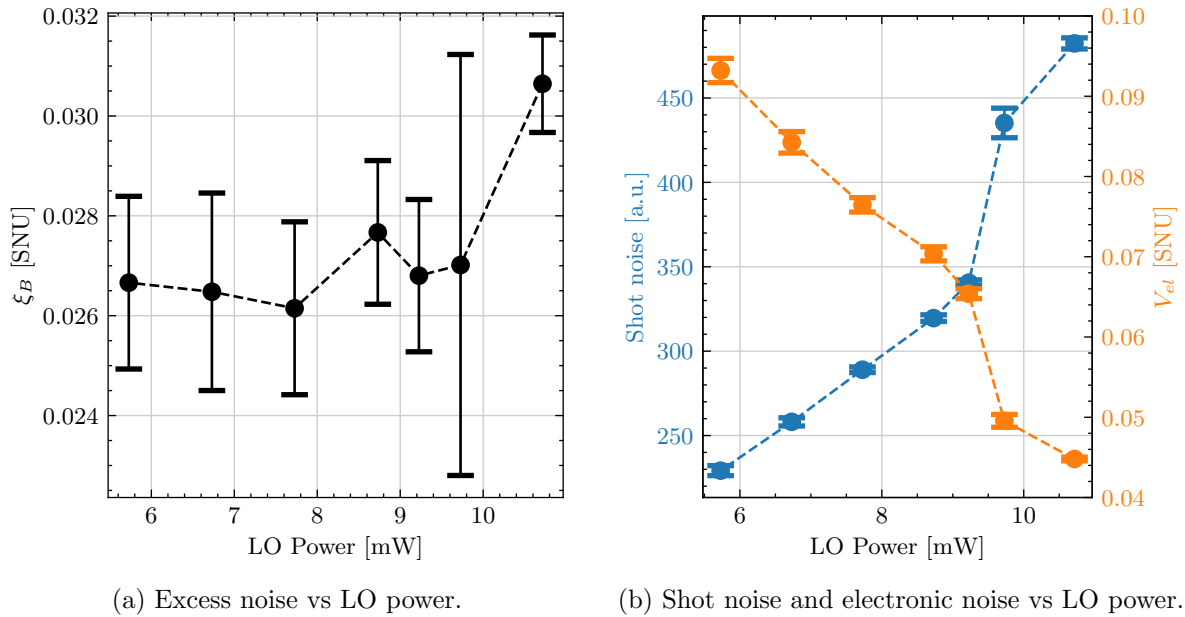 0.032
0.030
0.028
0.026
0.024
ξ_B [SNU]
6 7 8 9 10
LO Power [mW]
(a) Excess noise vs LO power.
450
400
350
300
250
Shot noise [a.u.]
0.10
0.09
0.08
0.07
0.06
0.05
0.04
V_{el} [SNU]
6 8 10
LO Power [mW]
(b) Shot noise and electronic noise vs LO power.